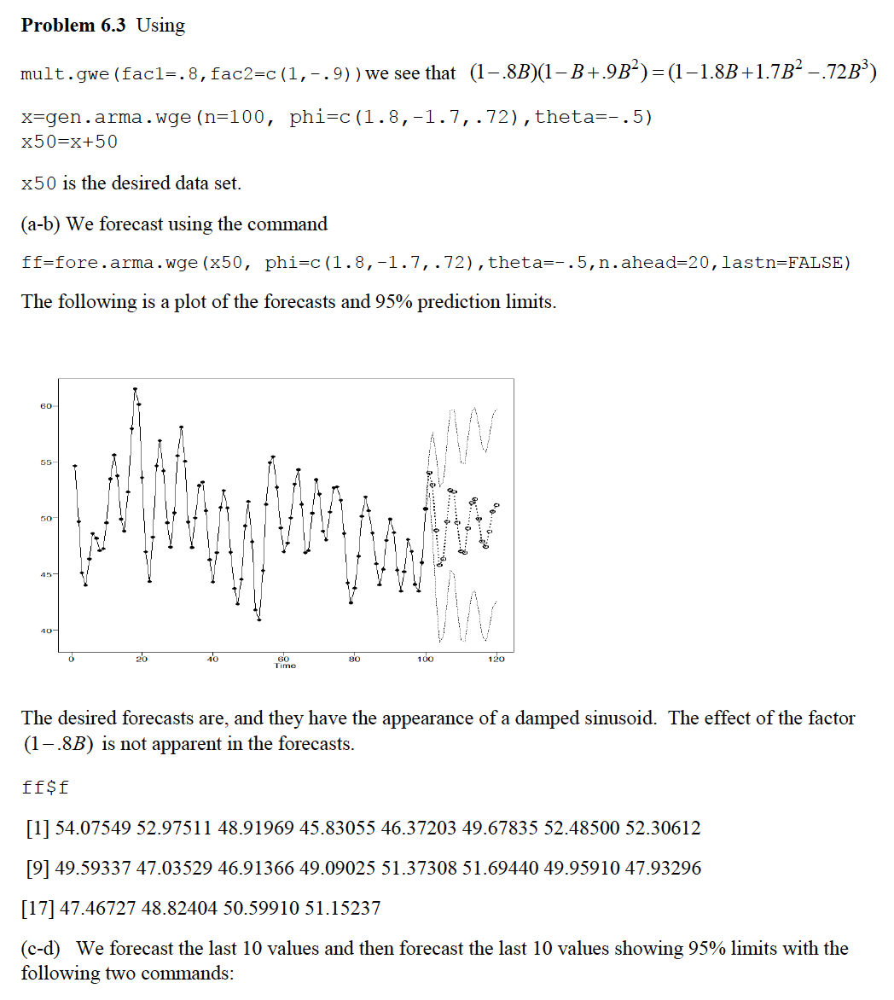 Problem 6.3 Using
mult.gwe(fac1=.8,fac2=c(1,-.9)) we see that (1−.8B)(1−B+.9B²)=(1−1.8B+1.7B²−.72B³)
x=gen.arma.wge(n=100, phi=c(1.8,-1.7,.72),theta=-.5)
x50=x+50
x50 is the desired data set.
(a-b) We forecast using the command
ff=fore.arma.wge(x50, phi=c(1.8,-1.7,.72),theta=-.5,n.ahead=20,lastn=FALSE)
The following is a plot of the forecasts and 95% prediction limits.
60
55
50
45
40
0 20 40 60 80 100 120
Time
The desired forecasts are, and they have the appearance of a damped sinusoid. The effect of the factor
(1−.8B) is not apparent in the forecasts.
ff$f
[1] 54.07549 52.97511 48.91969 45.83055 46.37203 49.67835 52.48500 52.30612
[9] 49.59337 47.03529 46.91366 49.09025 51.37308 51.69440 49.95910 47.93296
[17] 47.46727 48.82404 50.59910 51.15237
(c-d) We forecast the last 10 values and then forecast the last 10 values showing 95% limits with the
following two commands: